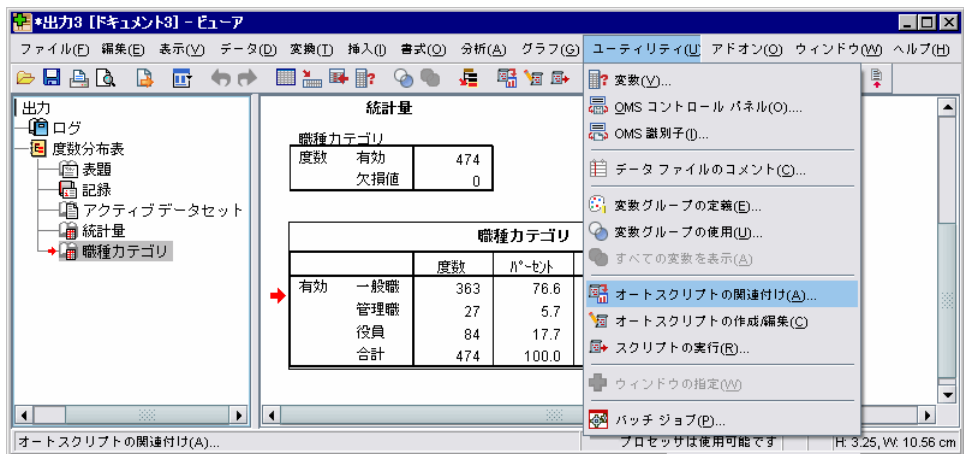 *出力3 [ドキュメント3] - ビューア
ファイル(F) 編集(E) 表示(V) データ(D) 変換(T) 挿入(I) 書式(O) 分析(A) グラフ(G) ユーティリティ(U) アドオン(O) ウィンドウ(W) ヘルプ(H)
出力
ログ
度数分布表
表題
記録
アクティブ データセット
統計量
職種カテゴリ
統計量
職種カテゴリ
度数 有効 474
欠損値 0
職種カテゴリ
度数 パーセント
有効 一般職 363 76.6
管理職 27 5.7
役員 84 17.7
合計 474 100.0
変数(V)...
OMS コントロール パネル(O)....
OMS 識別子(I)...
データ ファイルのコメント(C)...
変数グループの定義(E)...
変数グループの使用(U)...
すべての変数を表示(A)
オートスクリプトの関連付け(A)...
オートスクリプトの作成/編集(C)
スクリプトの実行(R)...
ウィンドウの指定(W)
バッチ ジョブ(P)...
オートスクリプトの関連付け(A)... プロセッサは使用可能です H: 3.25, W: 10.56 cm